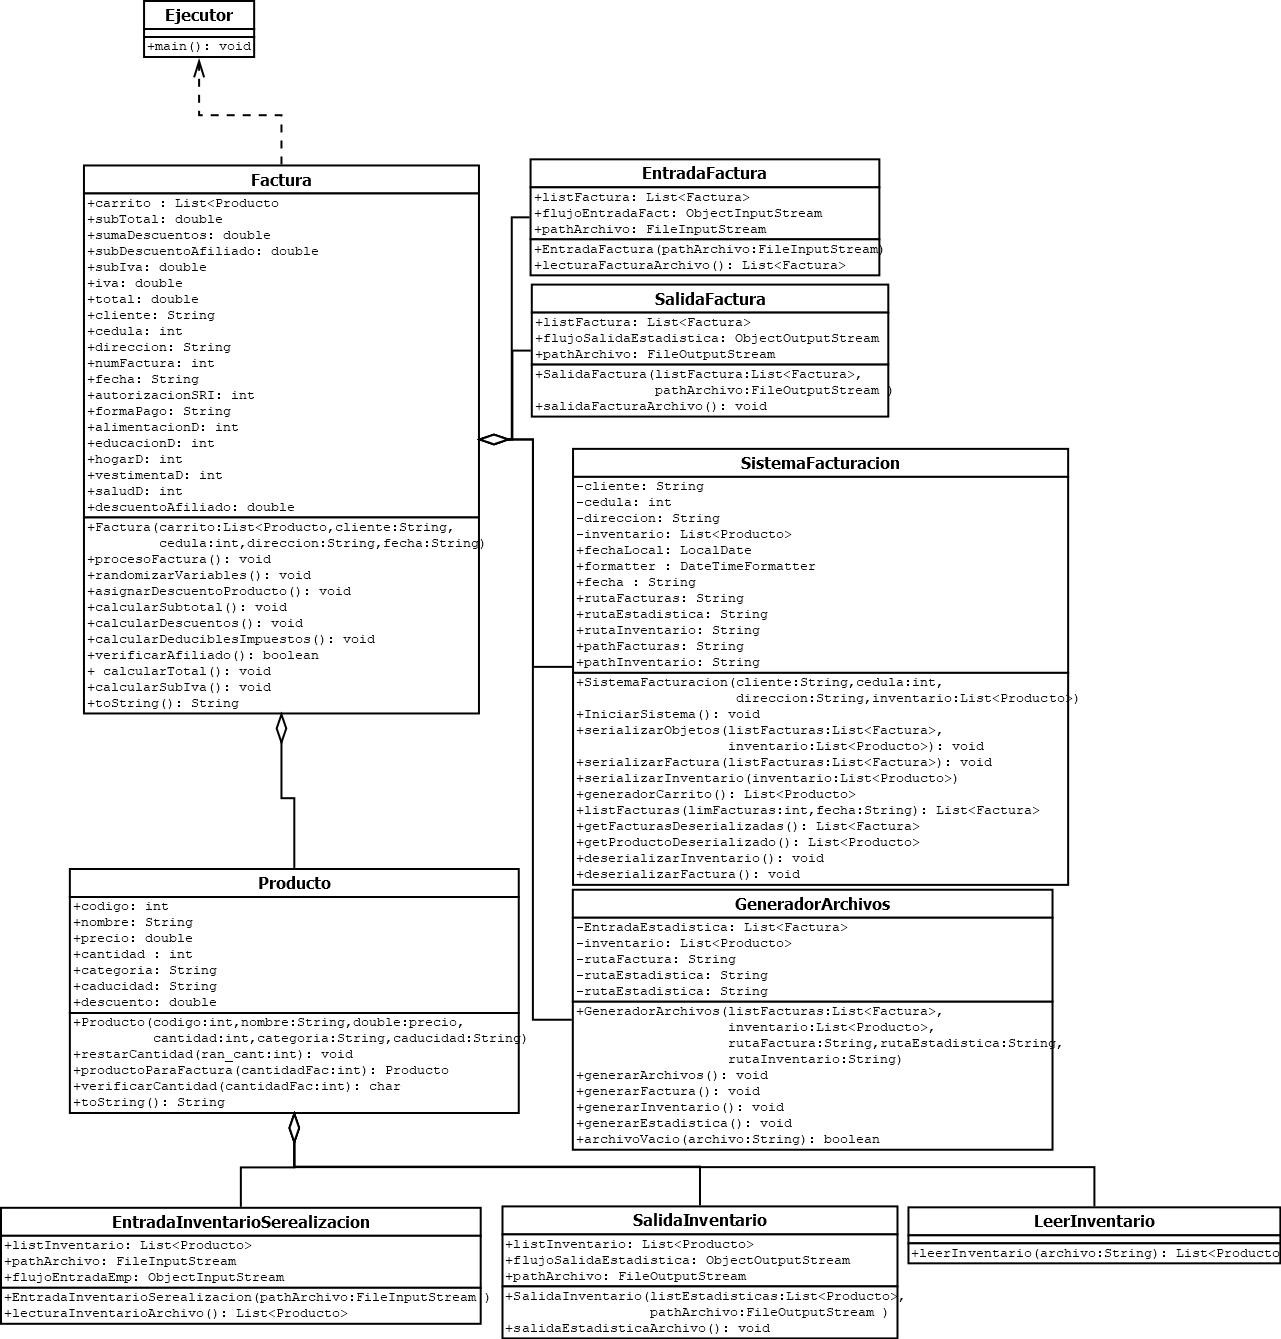 Ejecutor
+main(): void
Factura
+carrito : List<Producto
+subTotal: double
+sumaDescuentos: double
+subDescuentoAfiliado: double
+subIva: double
+iva: double
+total: double
+cliente: String
+cedula: int
+direccion: String
+numFactura: int
+fecha: String
+autorizacionSRI: int
+formaPago: String
+alimentacionD: int
+educacionD: int
+hogarD: int
+vestimentaD: int
+saludD: int
+descuentoAfiliado: double
+Factura(carrito:List<Producto,cliente:String,
cedula:int,direccion:String,fecha:String)
+procesoFactura(): void
+randomizarVariables(): void
+asignarDescuentoProducto(): void
+calcularSubtotal(): void
+calcularDescuentos(): void
+calcularDeduciblesImpuestos(): void
+verificarAfiliado(): boolean
+ calcularTotal(): void
+calcularSubIva(): void
+toString(): String
EntradaFactura
+listFactura: List<Factura>
+flujoEntradaFact: ObjectInputStream
+pathArchivo: FileInputStream
+EntradaFactura(pathArchivo:FileInputStream)
+lecturaFacturaArchivo(): List<Factura>
SalidaFactura
+listFactura: List<Factura>
+flujoSalidaEstadistica: ObjectOutputStream
+pathArchivo: FileOutputStream
+SalidaFactura(listFactura:List<Factura>,
pathArchivo:FileOutputStream )
+salidaFacturaArchivo(): void
SistemaFacturacion
-cliente: String
-cedula: int
-direccion: String
-inventario: List<Producto>
+fechaLocal: LocalDate
+formatter : DateTimeFormatter
+fecha : String
+rutaFacturas: String
+rutaEstadistica: String
+rutaInventario: String
+pathFacturas: String
+pathInventario: String
+SistemaFacturacion(cliente:String,cedula:int,
direccion:String,inventario:List<Producto>)
+IniciarSistema(): void
+serializarObjetos(listFacturas:List<Factura>,
inventario:List<Producto>): void
+serializarFactura(listFacturas:List<Factura>): void
+serializarInventario(inventario:List<Producto>)
+generadorCarrito(): List<Producto>
+listFacturas(limFacturas:int,fecha:String): List<Factura>
+getFacturasDeserializadas(): List<Factura>
+getProductoDeserializado(): List<Producto>
+deserializarInventario(): void
+deserializarFactura(): void
Producto
+codigo: int
+nombre: String
+precio: double
+cantidad : int
+categoria: String
+caducidad: String
+descuento: double
+Producto(codigo:int,nombre:String,double:precio,
cantidad:int,categoria:String,caducidad:String)
+restarCantidad(ran_cant:int): void
+productoParaFactura(cantidadFac:int): Producto
+verificarCantidad(cantidadFac:int): char
+toString(): String
GeneradorArchivos
-EntradaEstadistica: List<Factura>
-inventario: List<Producto>
-rutaFactura: String
-rutaEstadistica: String
-rutaEstadistica: String
+GeneradorArchivos(listFacturas:List<Factura>,
inventario:List<Producto>,
rutaFactura:String,rutaEstadistica:String,
rutaInventario:String)
+generarArchivos(): void
+generarFactura(): void
+generarInventario(): void
+generarEstadistica(): void
+archivoVacio(archivo:String): boolean
EntradaInventarioSerealizacion
+listInventario: List<Producto>
+pathArchivo: FileInputStream
+flujoEntradaEmp: ObjectInputStream
+EntradaInventarioSerealizacion(pathArchivo:FileInputStream )
+lecturaInventarioArchivo(): List<Producto>
SalidaInventario
+listInventario: List<Producto>
+flujoSalidaEstadistica: ObjectOutputStream
+pathArchivo: FileOutputStream
+SalidaInventario(listEstadisticas:List<Producto>,
pathArchivo:FileOutputStream )
+salidaEstadisticaArchivo(): void
LeerInventario
+leerInventario(archivo:String): List<Producto